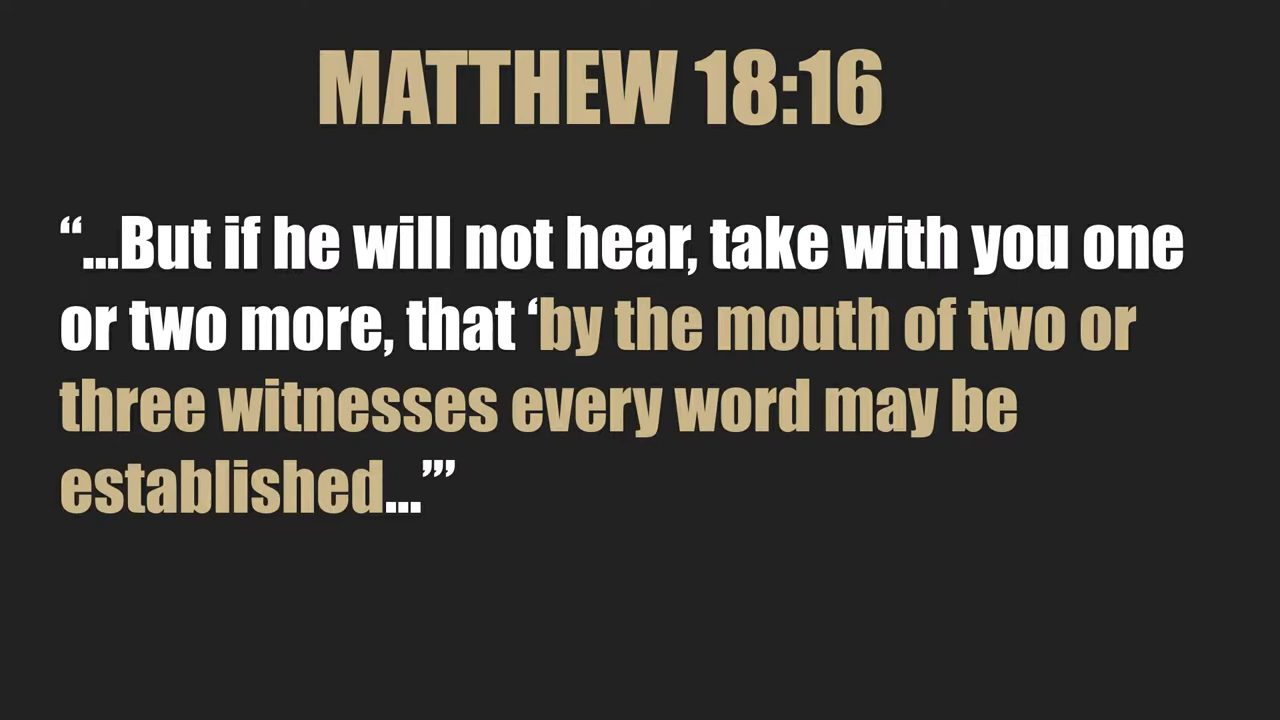 MATTHEW 18:16
“...But if he will not hear, take with you one
or two more, that ‘by the mouth of two or
three witnesses every word may be
established...’”